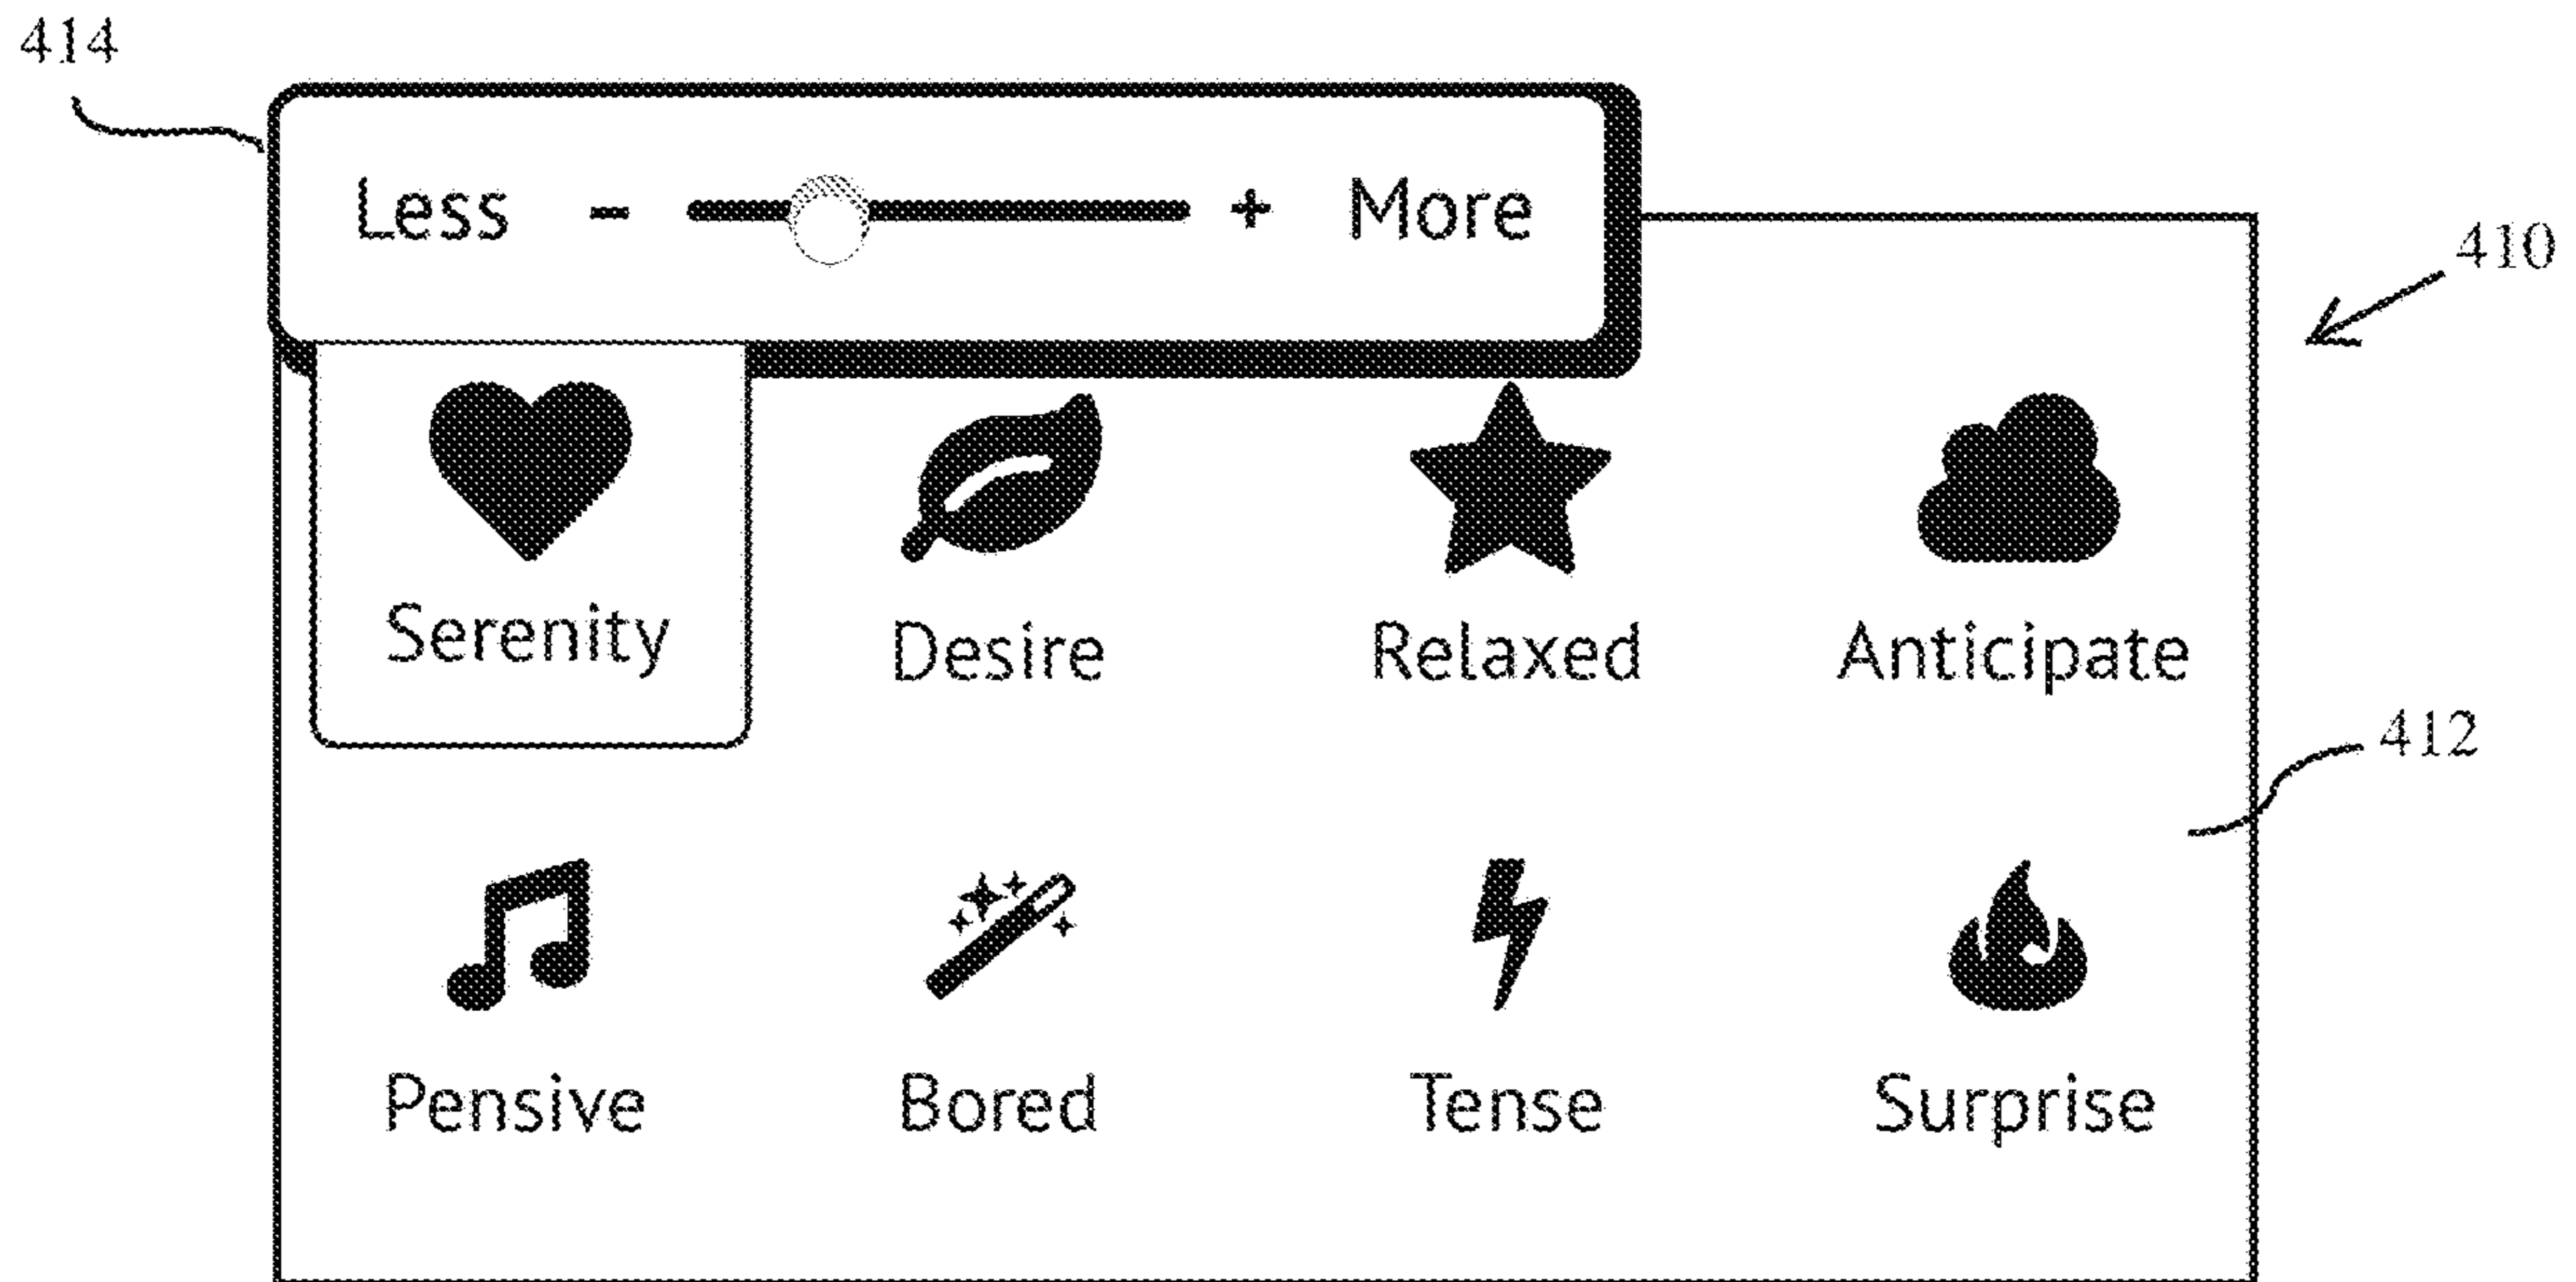 414
Less - + More
410
Serenity Desire Relaxed Anticipate
412
Pensive Bored Tense Surprise